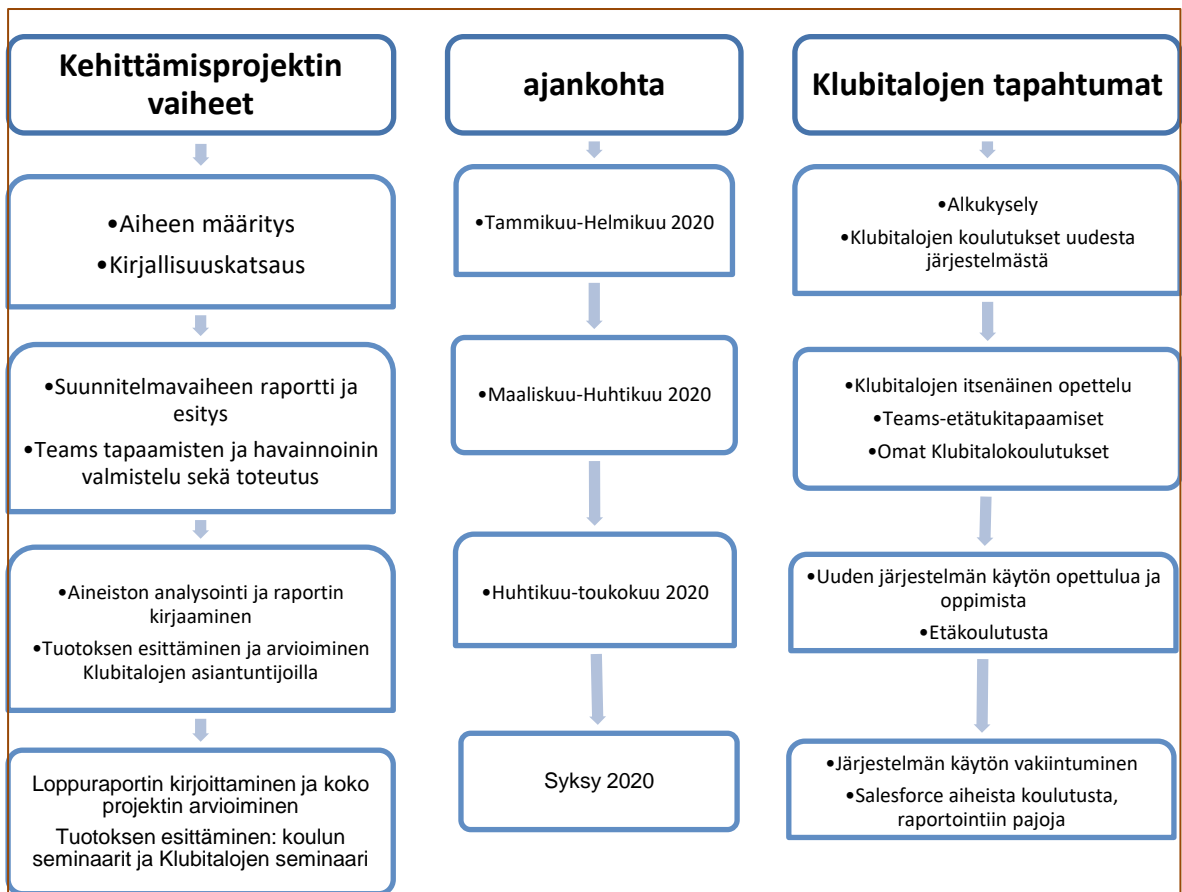 Kehittämisprojektin
vaiheet
•Aiheen määritys
•Kirjallisuuskatsaus
•Suunnitelmavaiheen raportti ja
esitys
•Teams tapaamisten ja havainnoinin
valmistelu sekä toteutus
•Aineiston analysointi ja raportin
kirjaaminen
•Tuotoksen esittäminen ja arvioiminen
Klubitalojen asiantuntijoilla
Loppuraportin kirjoittaminen ja koko
projektin arvioiminen
Tuotoksen esittäminen: koulun
seminaarit ja Klubitalojen seminaari
ajankohta
•Tammikuu-Helmikuu 2020
•Maaliskuu-Huhtikuu 2020
•Huhtikuu-toukokuu 2020
Syksy 2020
Klubitalojen tapahtumat
•Alkukysely
•Klubitalojen koulutukset uudesta
järjestelmästä
•Klubitalojen itsenäinen opettelu
•Teams-etätukitapaamiset
•Omat Klubitalokoulutukset
•Uuden järjestelmän käytön opettulua ja
oppimista
•Etäkoulutusta
•Järjestelmän käytön vakiintuminen
•Salesforce aiheista koulutusta,
raportointiin pajoja